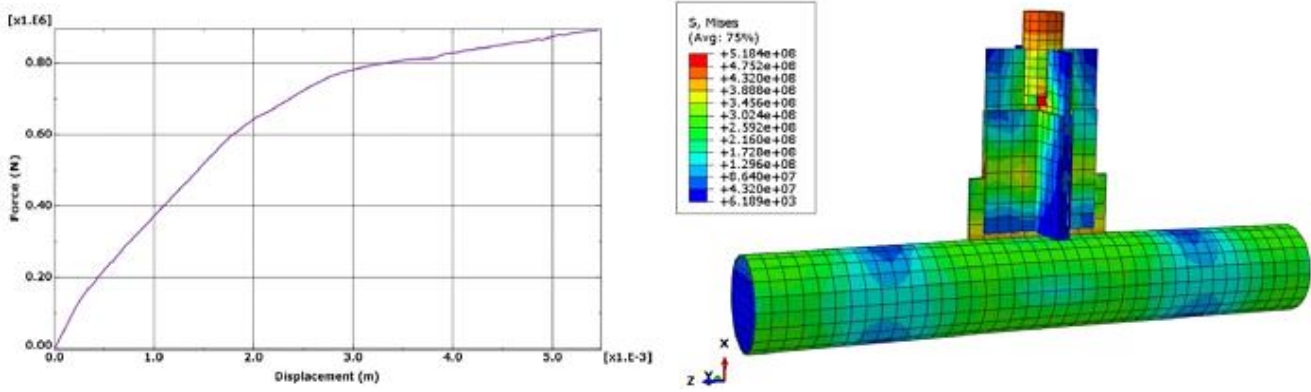 [x1.E6]
0.80
0.60
0.40
0.20
0.00
Force (N)
0.0 1.0 2.0 3.0 4.0 5.0 [x1.E-3]
Displacement (m)
S, Mises
(Avg: 75%)
+5.184e+08
+4.752e+08
+4.320e+08
+3.888e+08
+3.456e+08
+3.024e+08
+2.592e+08
+2.160e+08
+1.728e+08
+1.296e+08
+8.640e+07
+4.320e+07
+6.189e+03
X
Z Y